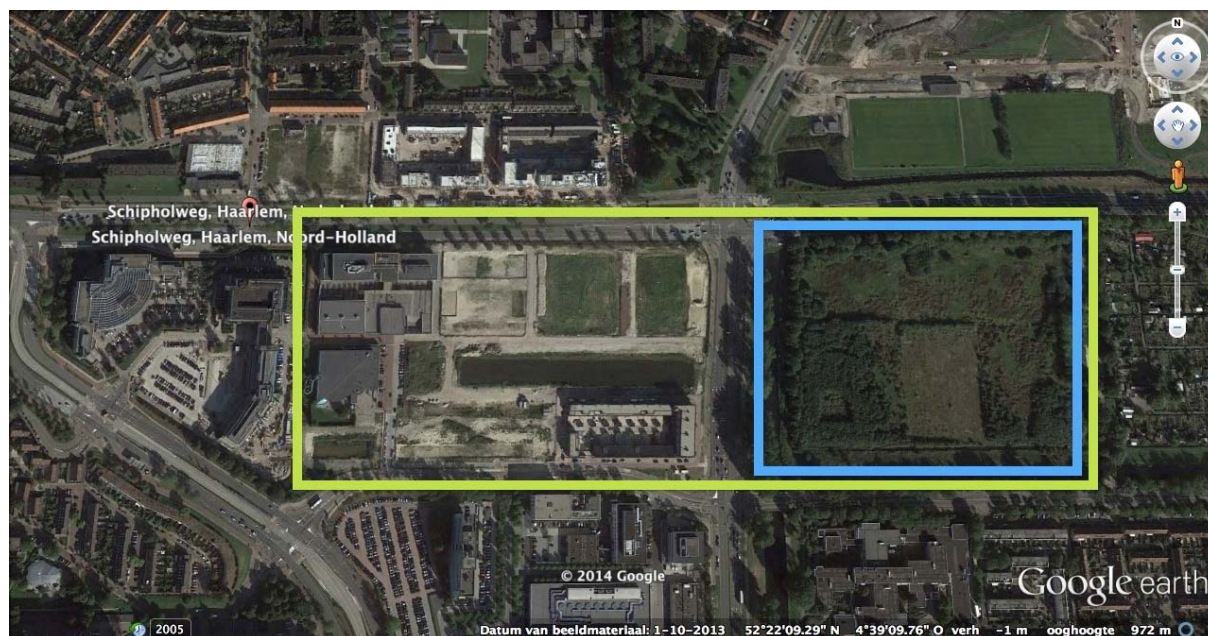 N
Schipholweg, Haarlem,
Schipholweg, Haarlem, Noord-Holland
© 2014 Google
Google earth
2005
Datum van beeldmateriaal: 1-10-2013 52°22'09.29" N 4°39'09.76" O verh -1 m ooghoogte 972 m